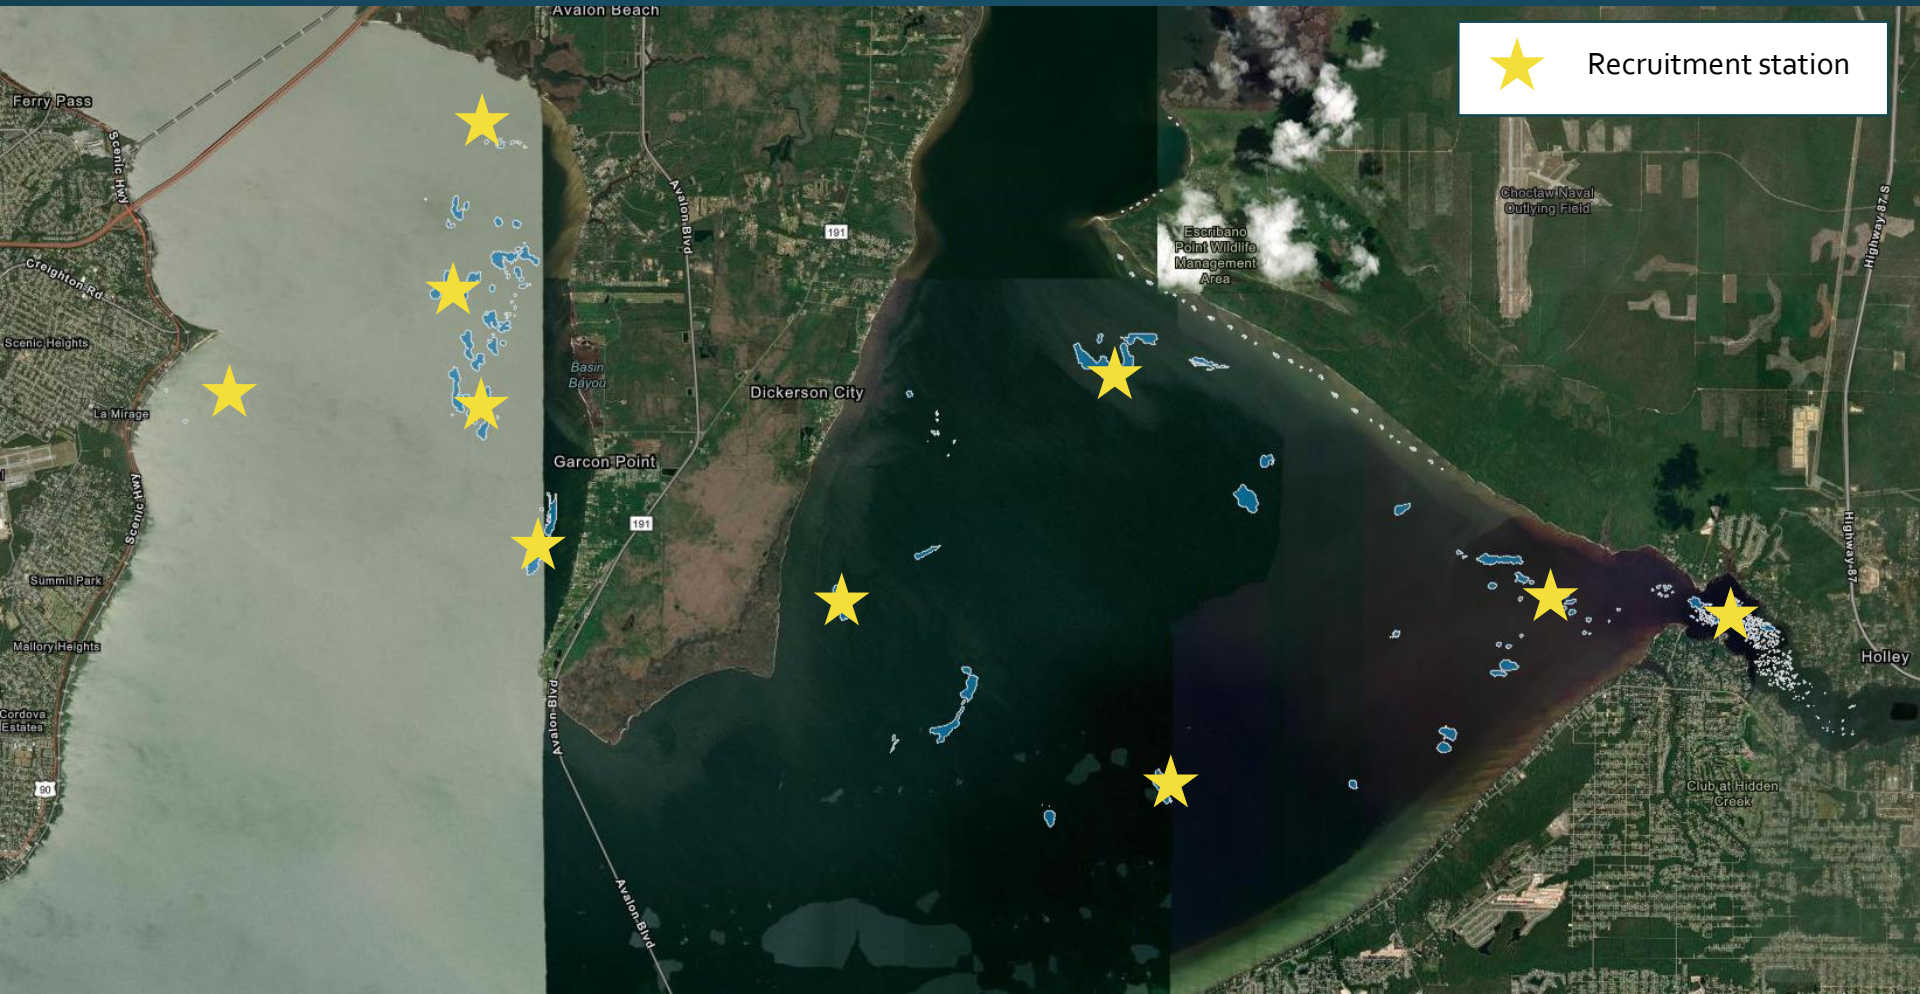 Avalon Beach
Recruitment station
Ferry Pass
Scenic Hwy
Avalon Blvd
191
Choctaw Naval
Outlying Field
Highway 87 S
Escribano
Point Wildlife
Management
Area
Creighton Rd
Scenic Heights
Basin
Bayou
Dickerson City
La Mirage
Garcon Point
191
Scenic Hwy
Highway 87
Summit Park
Mallory Heights
Holley
Cordova
Estates
Avalon Blvd
90
Club at Hidden
Creek
Avalon Blvd